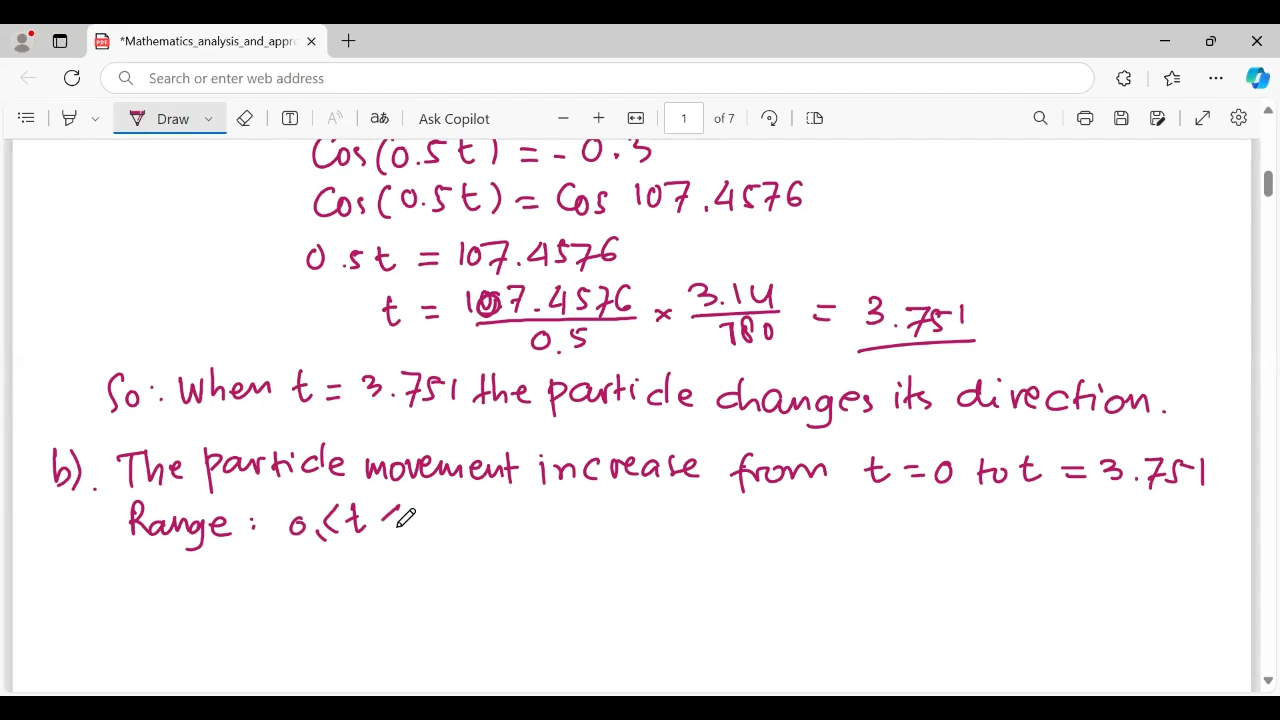 *Mathematics_analysis_and_appro
Search or enter web address
Draw
Ask Copilot
1 of 7
Cos(0.5t) = -0.3
Cos(0.5t) = Cos 107.4576
0.5t = 107.4576
t = 107.4576/0.5 × 3.14/180 = 3.751
So: When t = 3.751 the particle changes its direction.
b). The particle movement increase from t=0 to t = 3.751
Range: 0 < t <